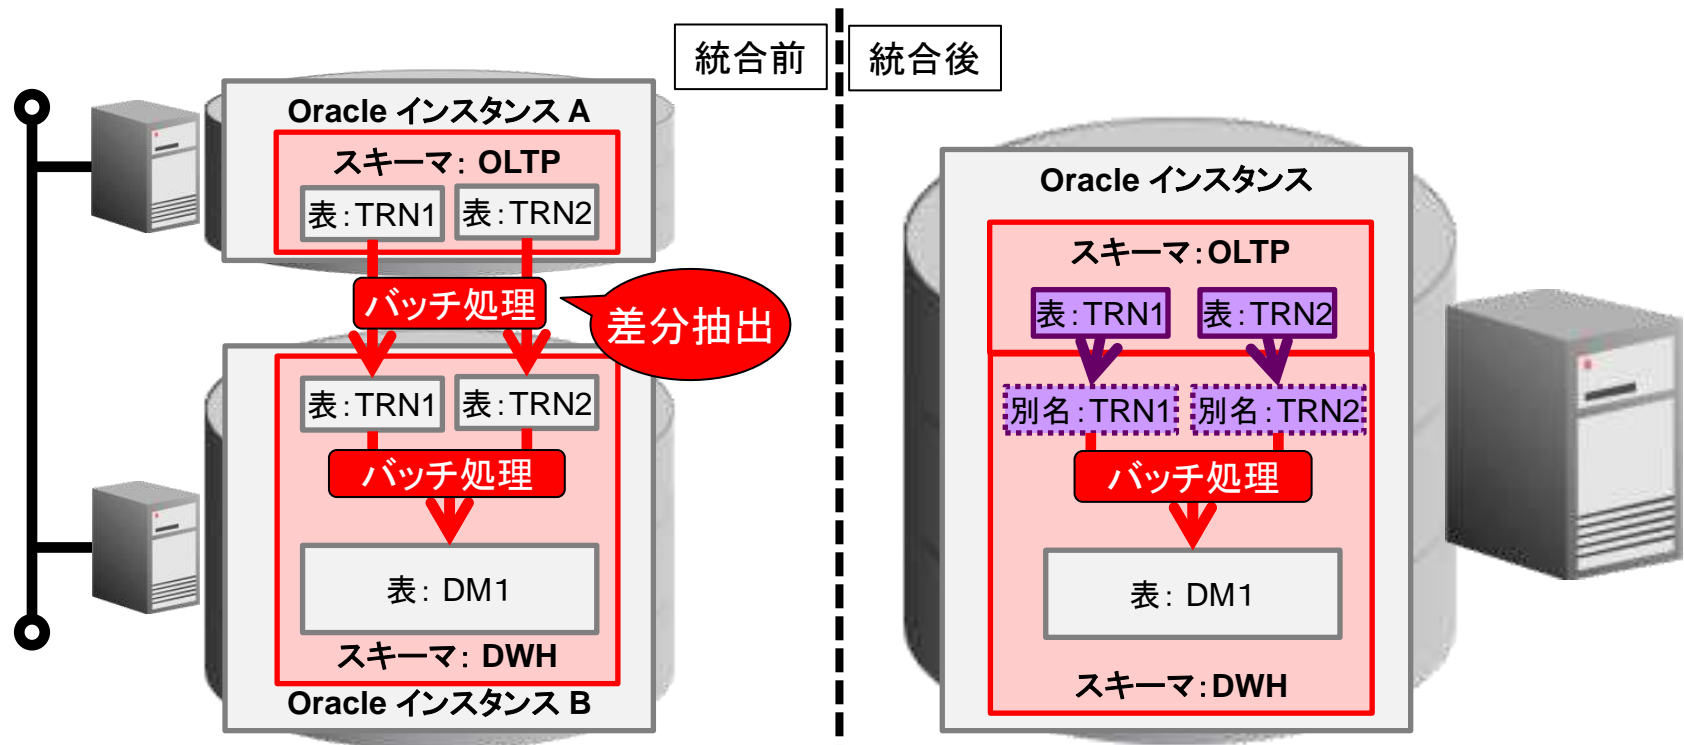 統合前
統合後
Oracle インスタンス A
スキーマ： OLTP
表：TRN1
表：TRN2
バッチ処理
差分抽出
表：TRN1
表：TRN2
バッチ処理
表： DM1
スキーマ： DWH
Oracle インスタンス B
Oracle インスタンス
スキーマ：OLTP
表：TRN1
表：TRN2
別名：TRN1
別名：TRN2
バッチ処理
表： DM1
スキーマ：DWH